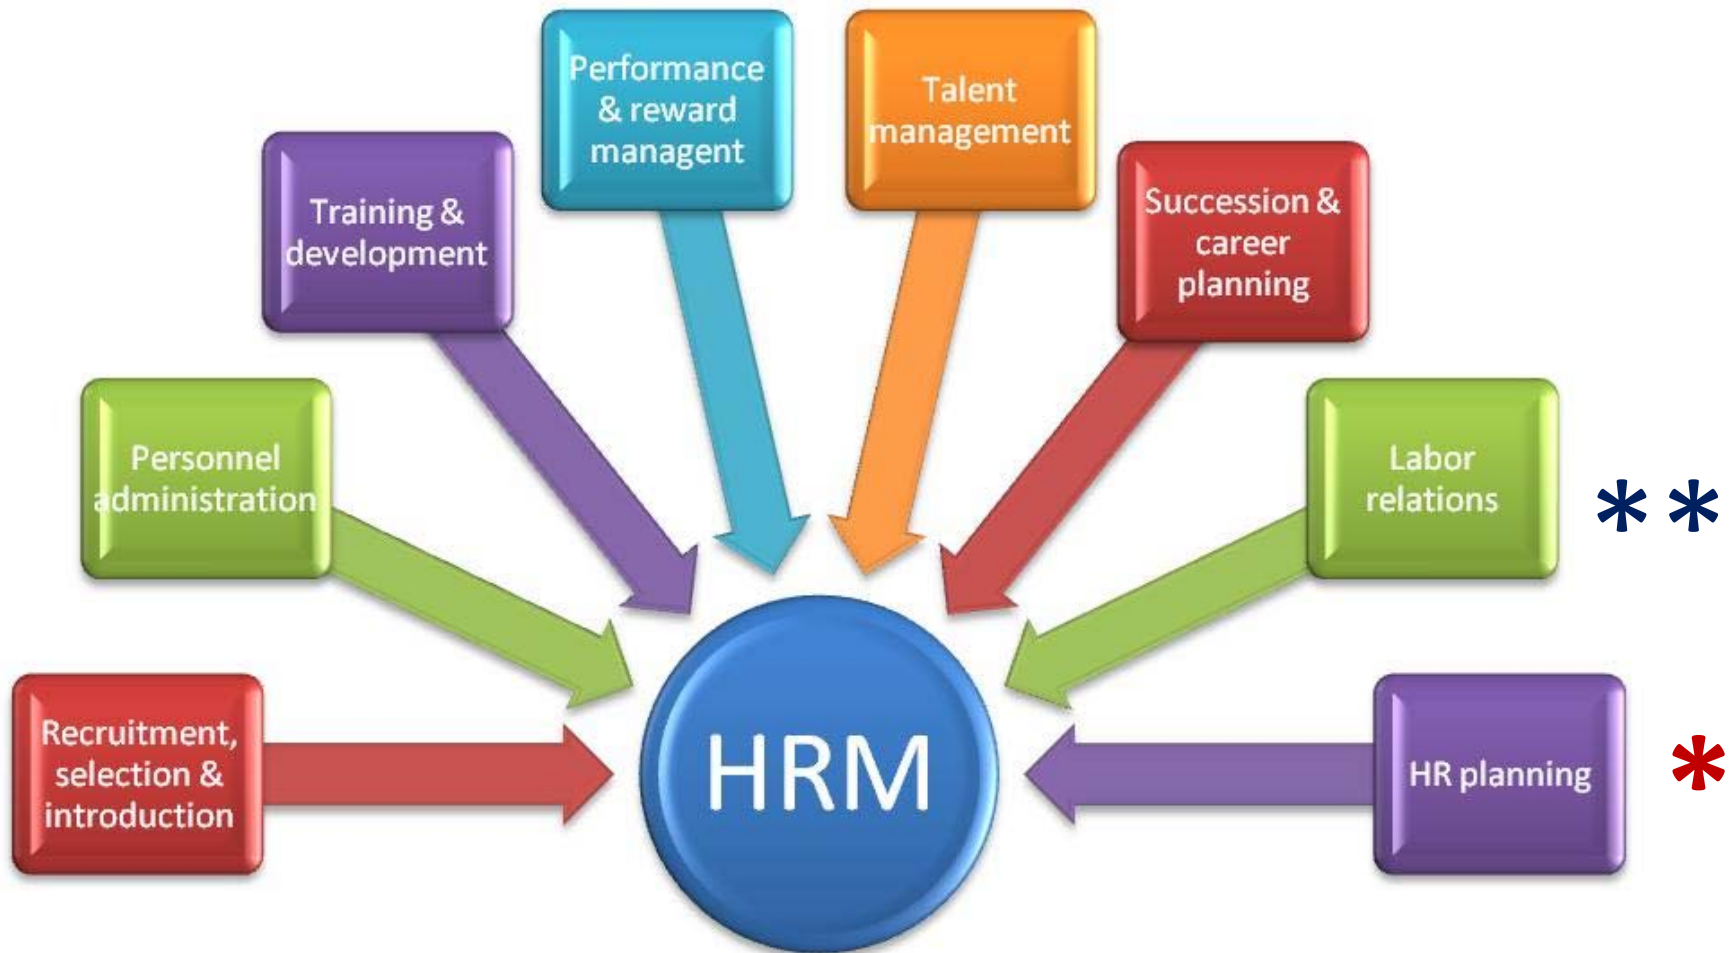 Performance
& reward
managent
Talent
management
Training &
development
Succession &
career
planning
Personnel
administration
Labor
relations
* *
Recruitment,
selection &
introduction
HRM
HR planning
*